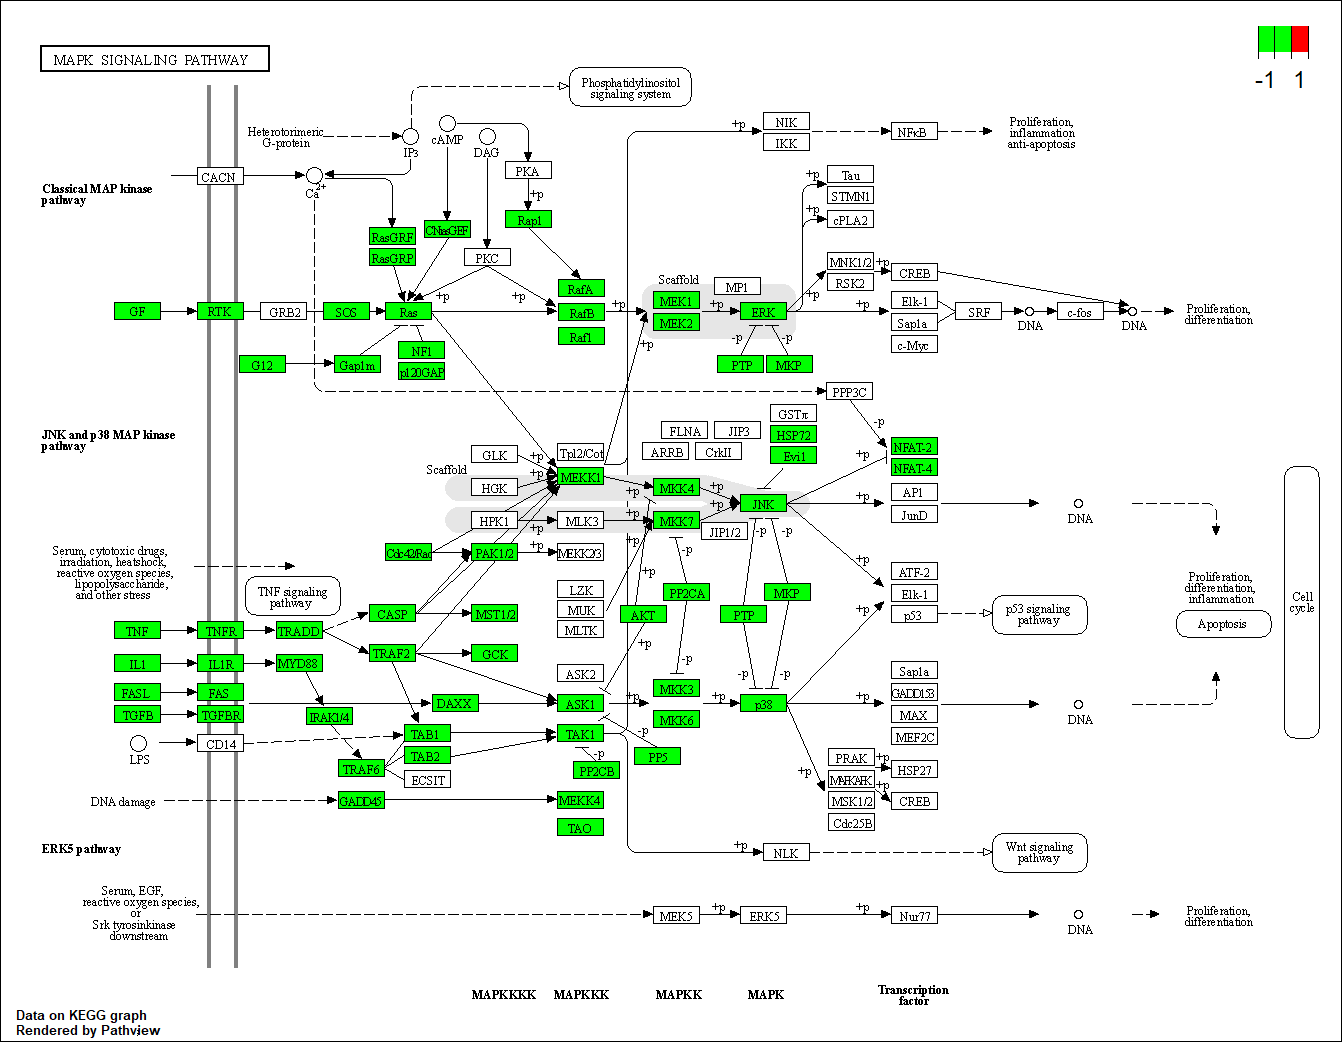 MAPK SIGNALING PATHWAY
-1 1
Phosphatidylinositol
signaling system
Heterotorimeric
G-protein
IP3
cAMP
DAG
+p
NIK
IKK
NFκB
Proliferation,
inflammation
anti-apoptosis
Classical MAP kinase
pathway
CACN
Ca2+
PKA
+p
+p
Tau
STMN1
RasGRF
RasGRP
CNasGEF
Rap1
PKC
+p
cPLA2
Scaffold
MP1
MNK1/2
RSK2
+p
CREB
GF
RTK
GRB2
SOS
Ras
+p
+p
RafA
RafB
Raf1
+p
MEK1
MEK2
+p
ERK
+p
+p
Elk-1
Sap1a
c-Myc
SRF
DNA
c-fos
DNA
Proliferation,
differentiation
G12
Gap1m
NF1
p120GAP
+p
-p
-p
PTP
MKP
PPP3C
-p
JNK and p38 MAP kinase
pathway
Scaffold
GLK
HGK
HPK1
+p
+p
+p
+p
Tpl2/Cot
MEKK1
MLK3
MEKK2/3
+p
+p
+p
FLNA
JIP3
ARRB
CrkII
GSTπ
HSP72
Evi1
+p
NFAT-2
NFAT-4
MKK4
MKK7
+p
+p
JIP1/2
JNK
+p
AP1
JunD
DNA
Serum, cytotoxic drugs,
irradiation, heatshock,
reactive oxygen species,
lipopolysaccharide,
and other stress
TNF signaling
pathway
Cdc42/Rac
PAK1/2
LZK
MUK
MLTK
+p
-p
-p
-p
+p
ATF-2
Elk-1
p53
p53 signaling
pathway
Proliferation,
differentiation,
inflammation
Apoptosis
Cell
cycle
CASP
MST1/2
AKT
PP2CA
PTP
MKP
TNF
TNFR
TRADD
TRAF2
GCK
+p
+p
IL1
IL1R
MYD88
ASK2
-p
-p
-p
+p
Sap1a
GADD153
MAX
MEF2C
FASL
FAS
DAXX
ASK1
+p
MKK3
MKK6
+p
p38
+p
DNA
TGFB
TGFBR
IRAK1/4
LPS
CD14
TAB1
TAB2
ECSIT
TRAF6
TAK1
-p
PP2CB
-p
PP5
+p
PRAK
MAPKAPK
MSK1/2
Cdc25B
+p
+p
HSP27
CREB
DNA damage
GADD45
MEKK4
TAO
ERK5 pathway
+p
NLK
Wnt signaling
pathway
Serum, EGF,
reactive oxygen species,
or
Srk tyrosinkinase
downstream
MEK5
+p
ERK5
+p
Nur77
DNA
Proliferation,
differentiation
MAPKKKK
MAPKKK
MAPKK
MAPK
Transcription
factor
Data on KEGG graph
Rendered by Pathview